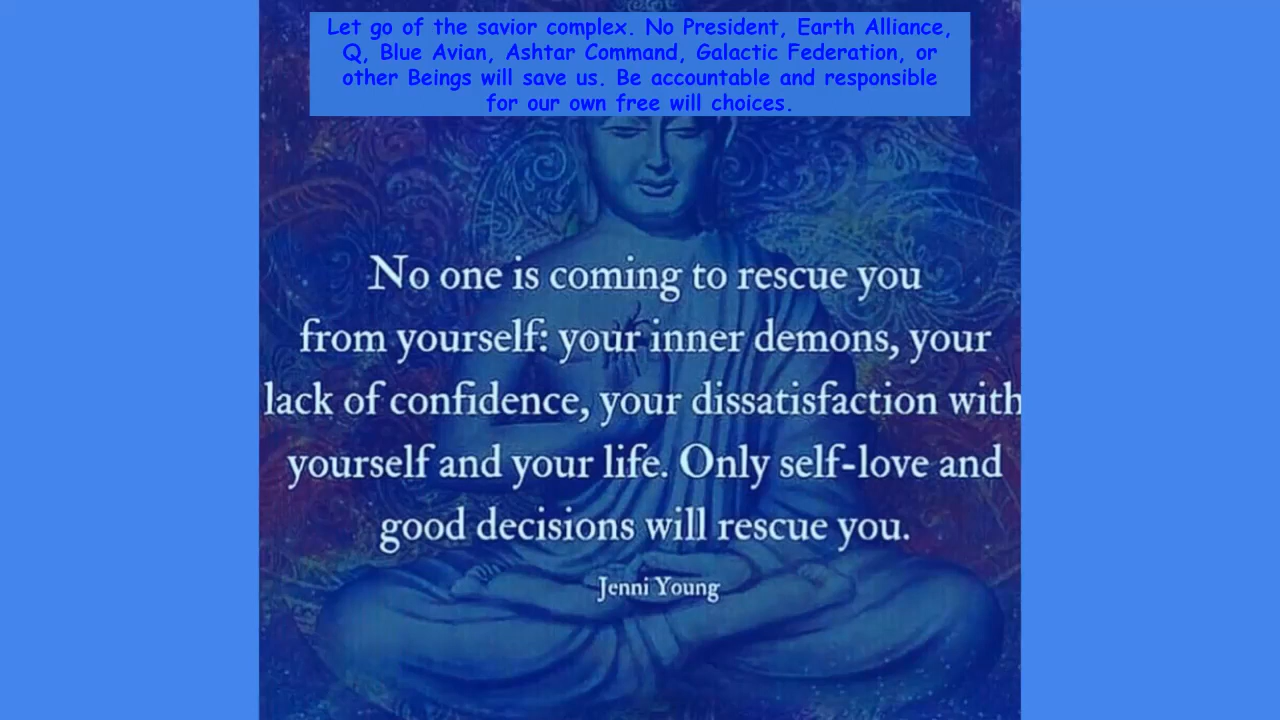 Let go of the savior complex. No President, Earth Alliance,
Q, Blue Avian, Ashtar Command, Galactic Federation, or
other Beings will save us. Be accountable and responsible
for our own free will choices.
No one is coming to rescue you
from yourself: your inner demons, your
lack of confidence, your dissatisfaction with
yourself and your life. Only self-love and
good decisions will rescue you.
Jenni Young